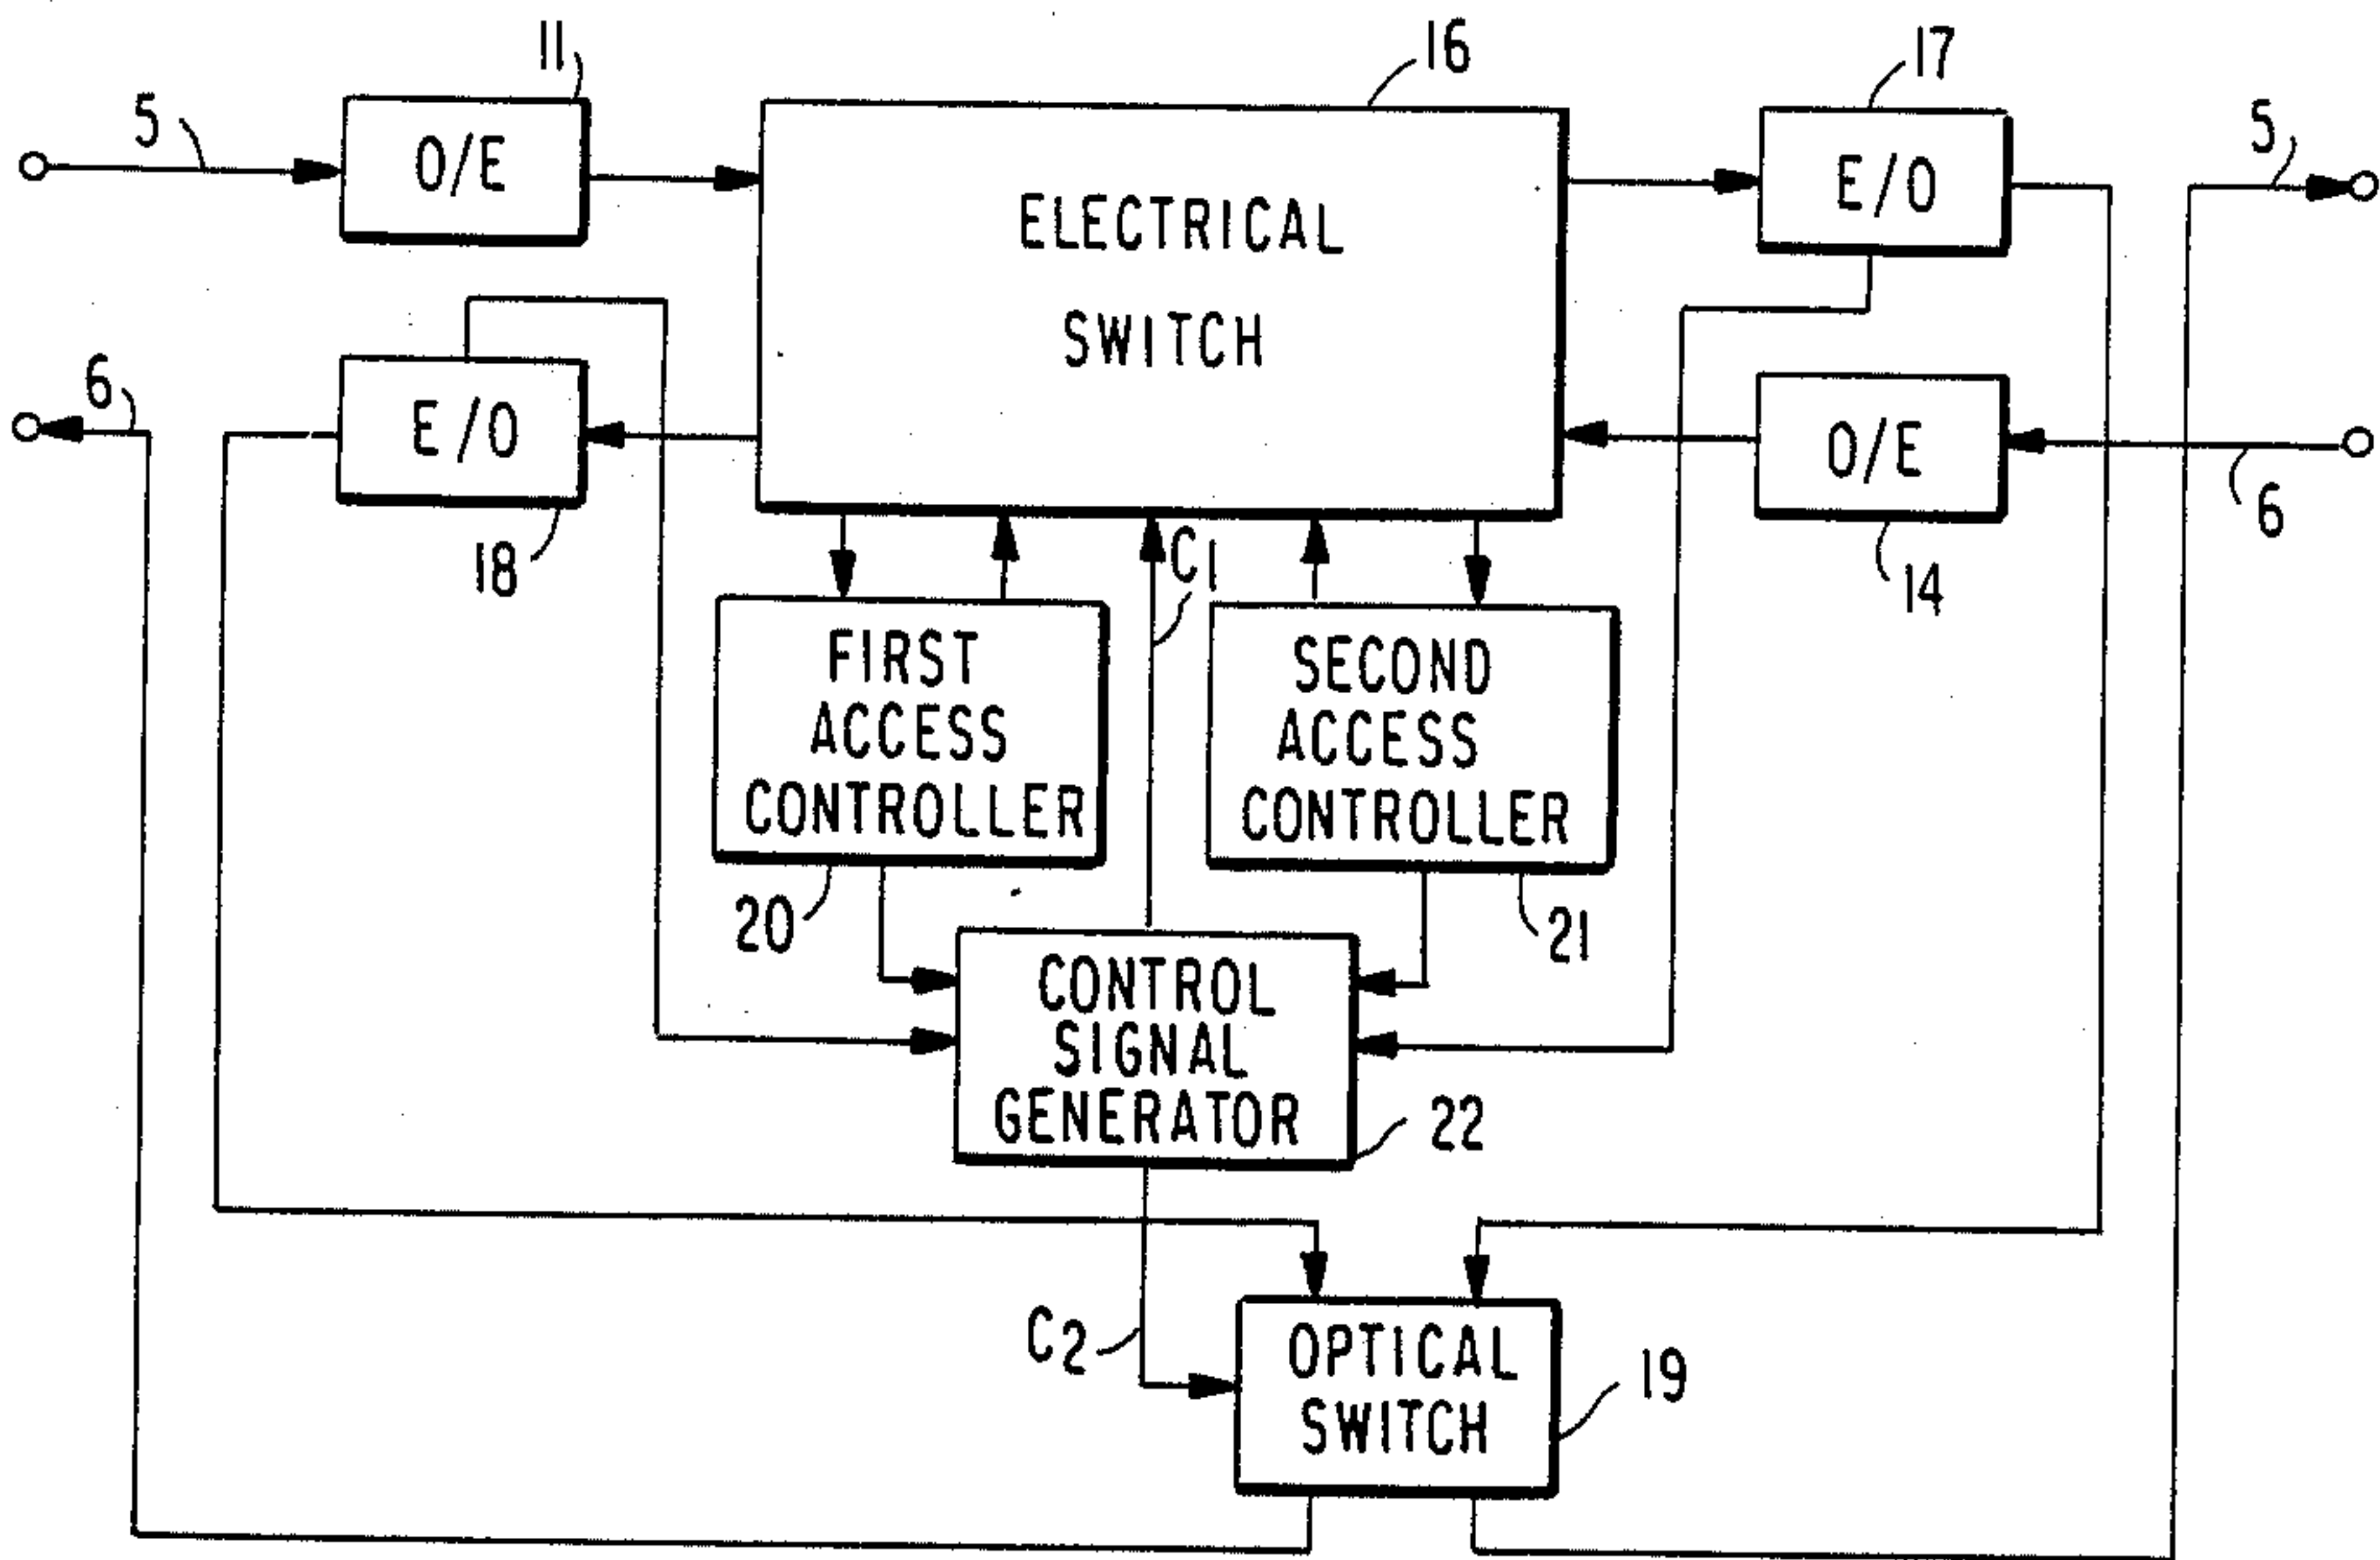 11
16
17
5
O/E
E/O
5
ELECTRICAL
SWITCH
6
E/O
O/E
6
18
14
C1
FIRST
ACCESS
CONTROLLER
SECOND
ACCESS
CONTROLLER
20
21
CONTROL
SIGNAL
GENERATOR
22
C2
OPTICAL
SWITCH
19